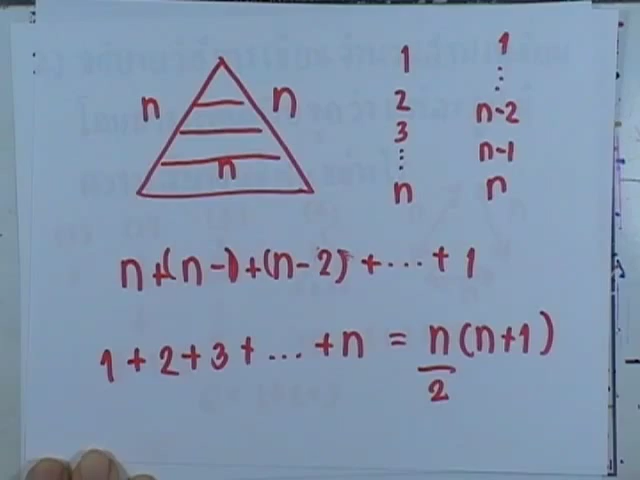 n n
n
1
2
3
⋮
n
1
⋮
n-2
n-1
n
n+(n-1)+(n-2)+...+1
1+2+3+...+n = n/2 (n+1)